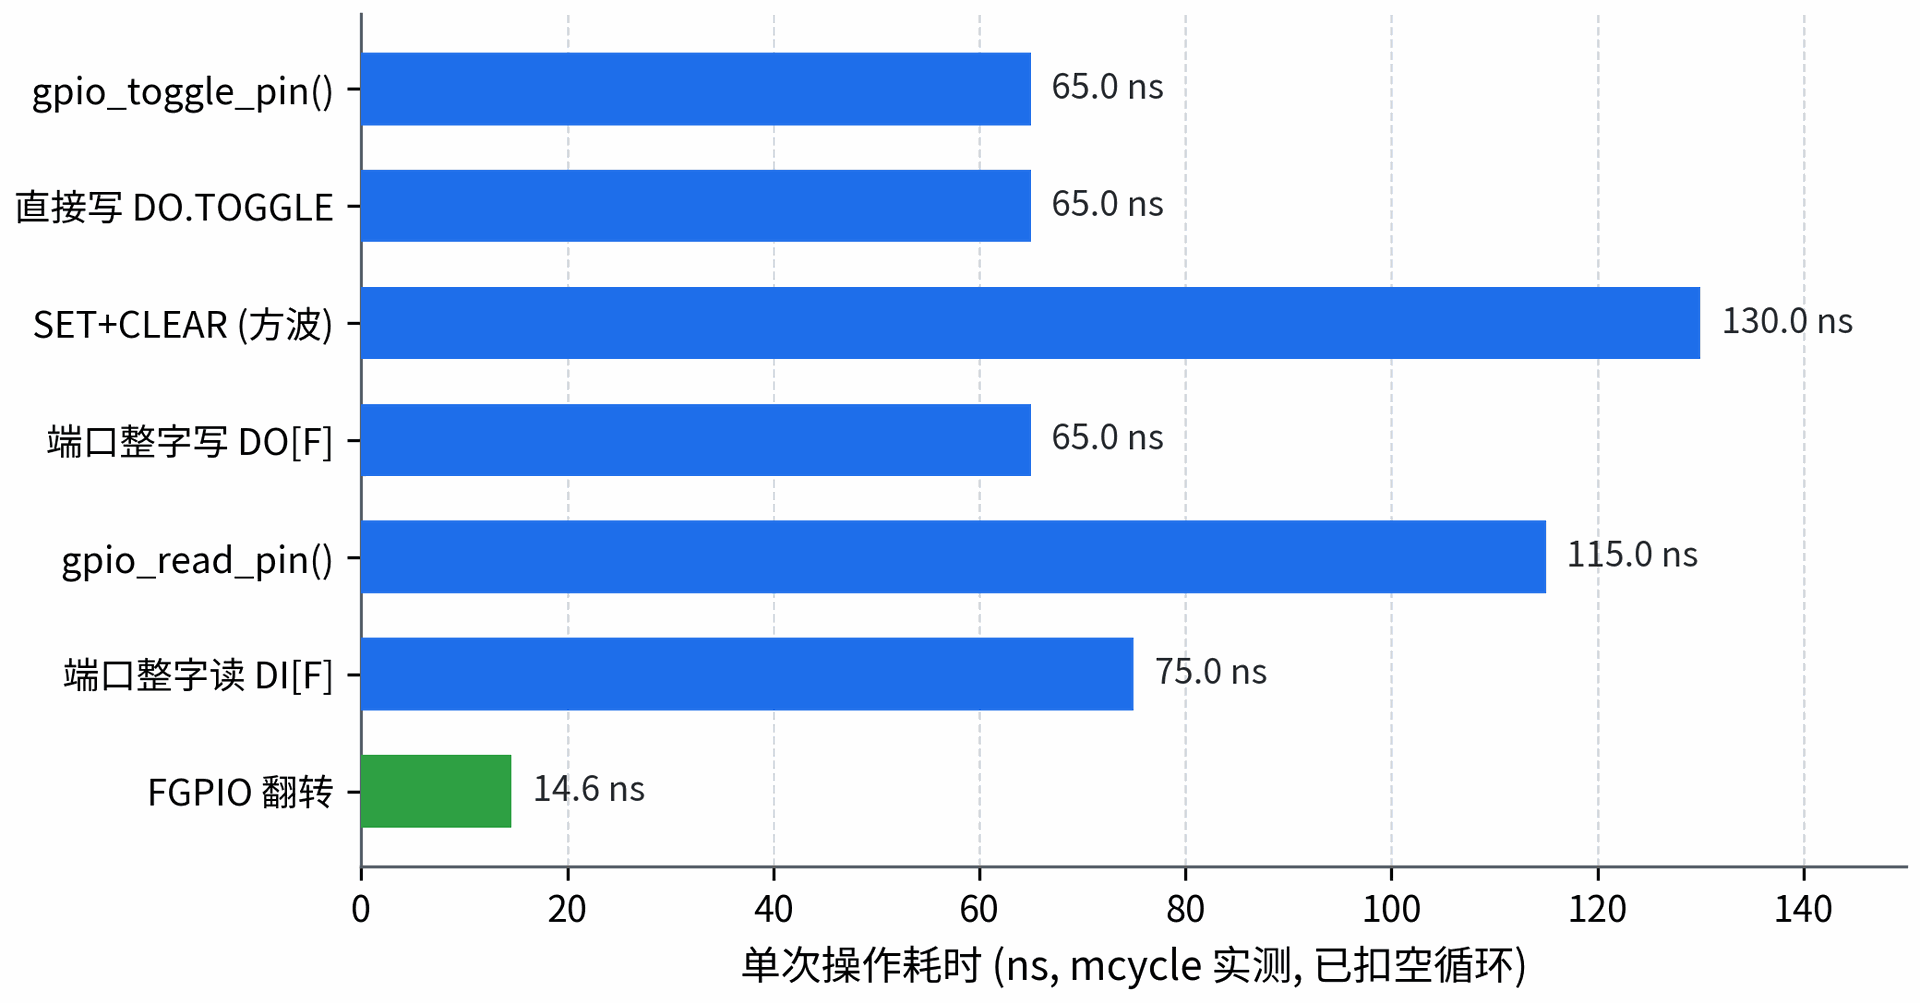 gpio_toggle_pin() 65.0 ns
直接写 DO.TOGGLE 65.0 ns
SET+CLEAR (方波) 130.0 ns
端口整字写 DO[F] 65.0 ns
gpio_read_pin() 115.0 ns
端口整字读 DI[F] 75.0 ns
FGPIO 翻转 14.6 ns
0 20 40 60 80 100 120 140
单次操作耗时 (ns, mcycle 实测, 已扣空循环)